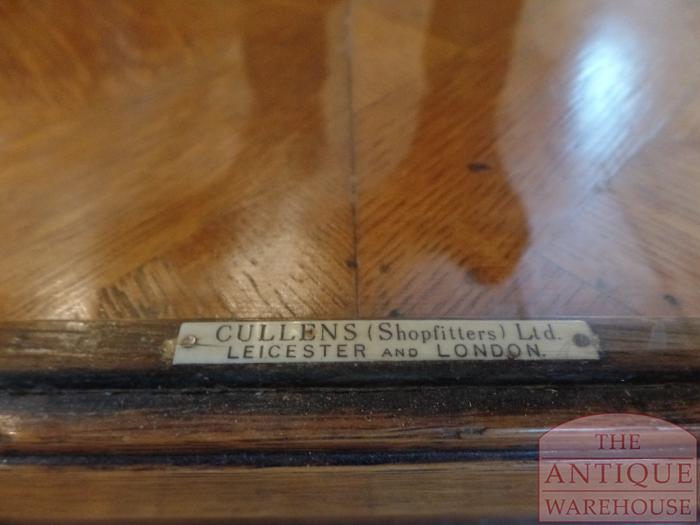 CULLENS (Shopfitters) Ltd.
LEICESTER AND LONDON.
THE
ANTIQUE
WAREHOUSE